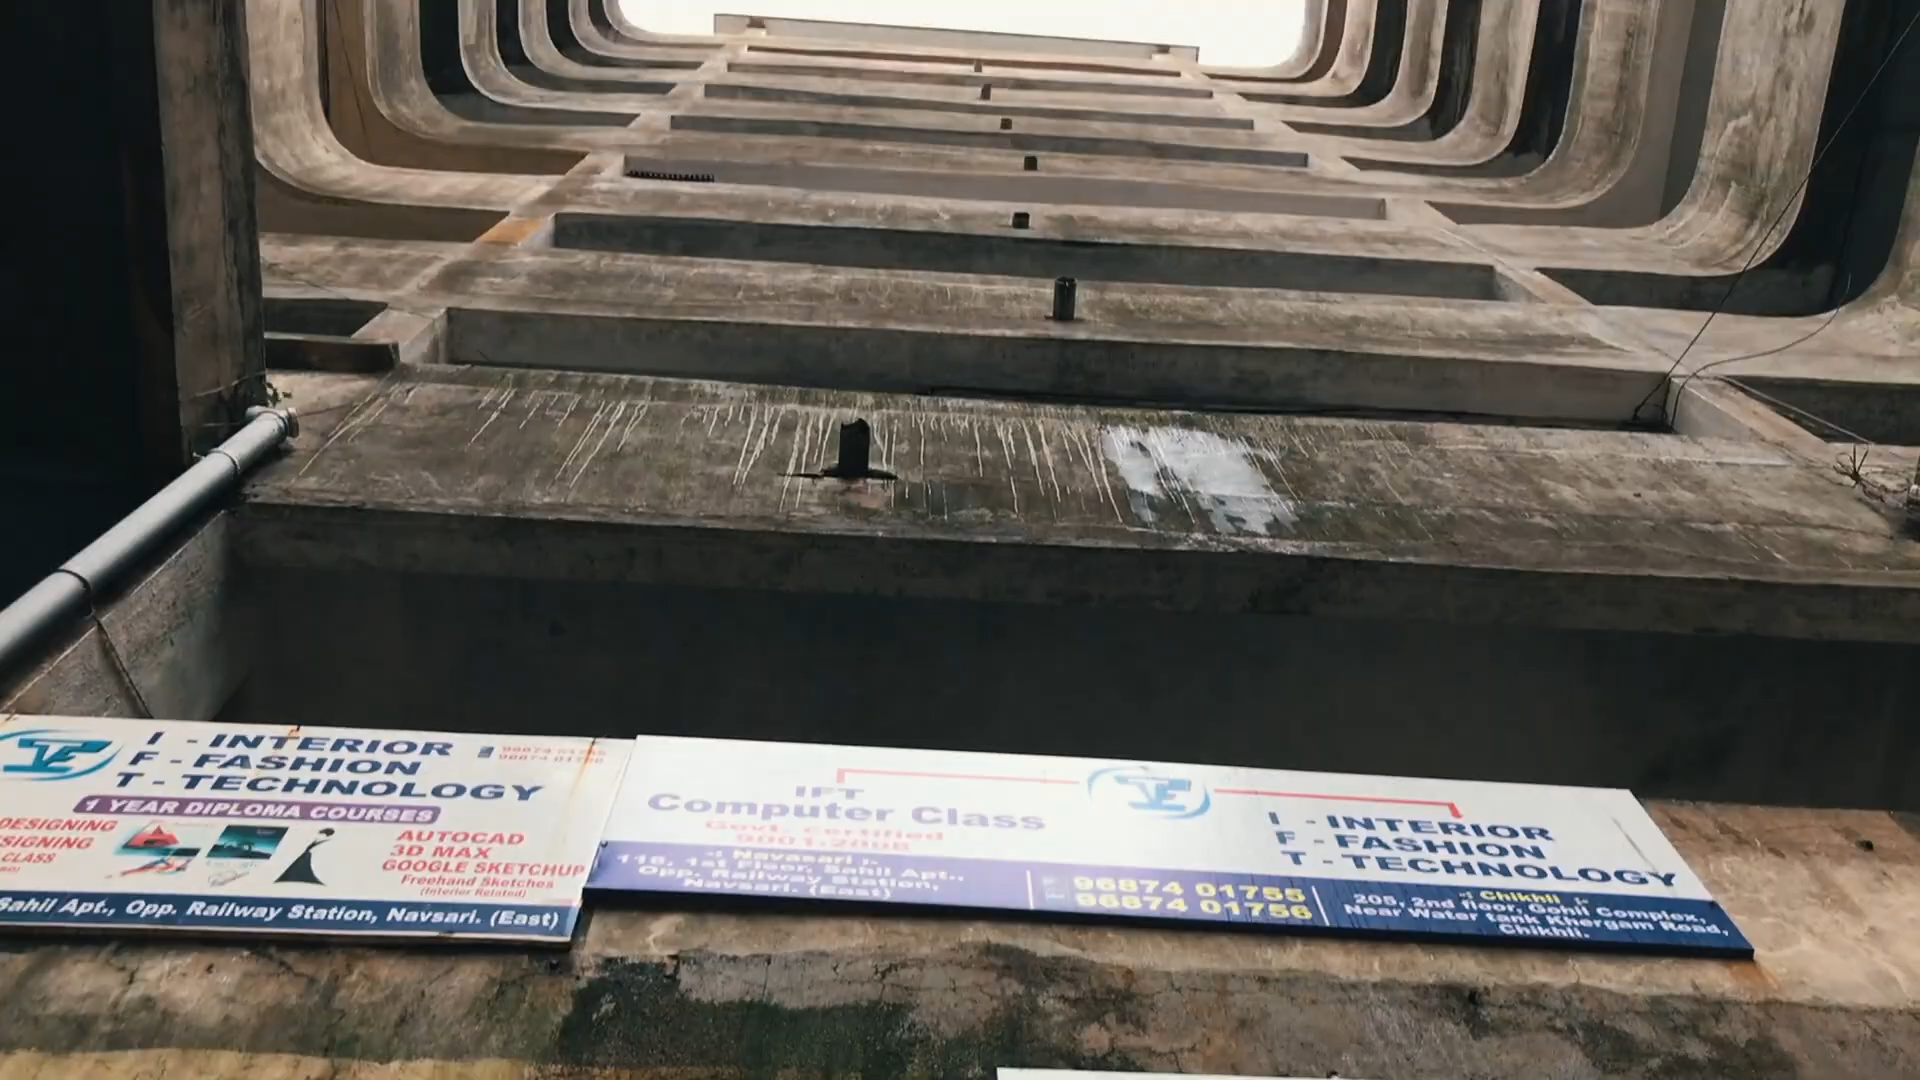 I - INTERIOR
F - FASHION
T - TECHNOLOGY
1 YEAR DIPLOMA COURSES
DESIGNING
SIGNING
CLASS
AUTOCAD
3D MAX
GOOGLE SKETCHUP
Freehand Sketches
(Interior Related)
Sahil Apt., Opp. Railway Station, Navsari. (East)
IFT
Computer Class
Govt. Certified
9001:2008
-: Navasari :-
118, 1st Floor, Sahil Apt.,
Opp. Railway Station,
Navsari. (East)
96874 01755
96874 01756
I - INTERIOR
F - FASHION
T - TECHNOLOGY
-: Chikhli :-
205, 2nd floor, Gohil Complex,
Near Water tank Khergam Road,
Chikhli.